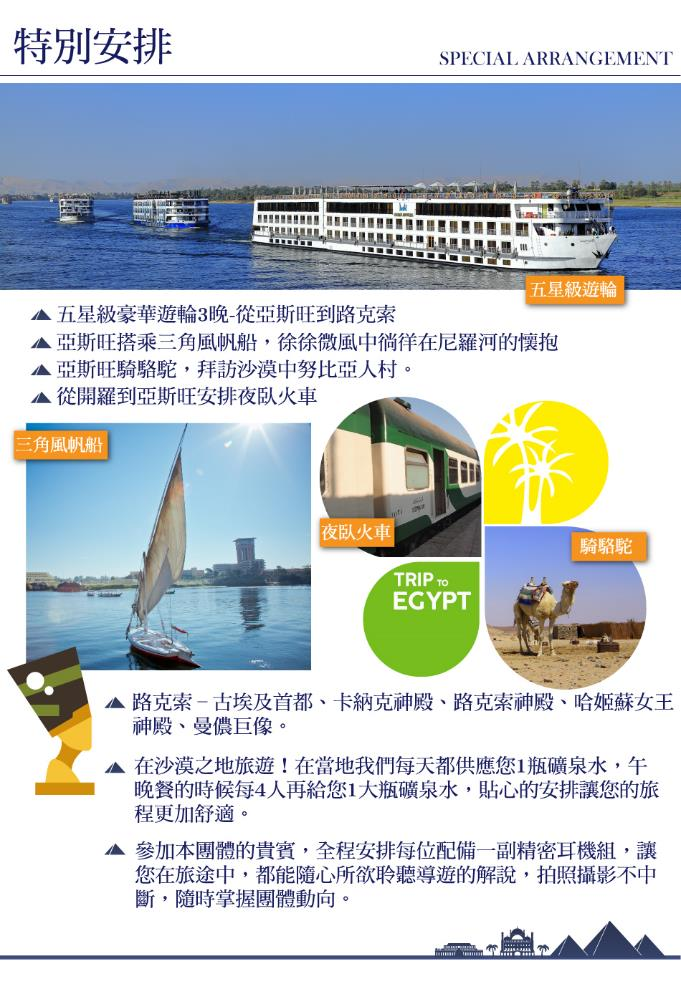 特別安排
SPECIAL ARRANGEMENT
五星級遊輪
五星級豪華遊輪3晚-從亞斯旺到路克索
亞斯旺搭乘三角風帆船，徐徐微風中徜徉在尼羅河的懷抱
亞斯旺騎駱駝，拜訪沙漠中努比亞人村。
從開羅到亞斯旺安排夜臥火車
三角風帆船
夜臥火車
騎駱駝
TRIP TO
EGYPT
路克索－古埃及首都、卡納克神殿、路克索神殿、哈姬蘇女王
神殿、曼儂巨像。
在沙漠之地旅遊！在當地我們每天都供應您1瓶礦泉水，午
晚餐的時候每4人再給您1大瓶礦泉水，貼心的安排讓您的旅
程更加舒適。
參加本團體的貴賓，全程安排每位配備一副精密耳機組，讓
您在旅途中，都能隨心所欲聆聽導遊的解說，拍照攝影不中
斷，隨時掌握團體動向。